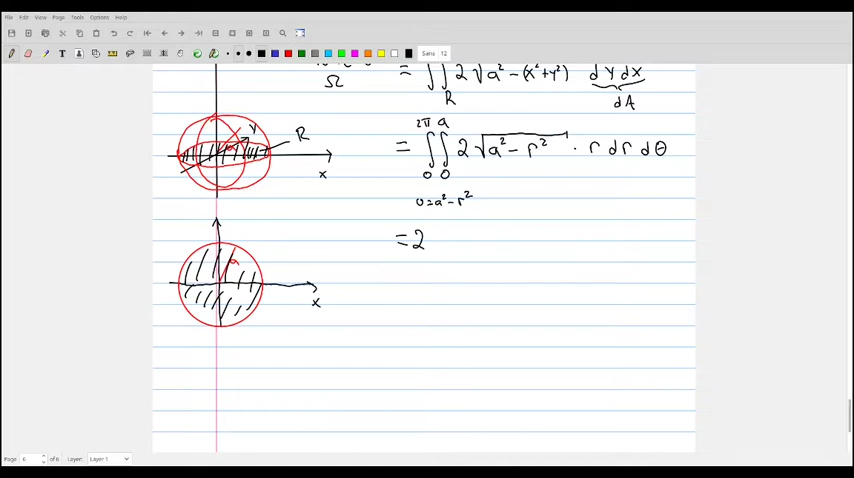 File Edit View Page Tools Options Help
Sans 12
Ω
= ∬ 2√a²-(x²+y²) dy dx
R
dA
y
R
x
2π a
= ∫∫ 2√a²-r² · r dr dθ
0 0
0=a²-r²
= 2
a
x
Page 6 of 6 Layer: Layer 1